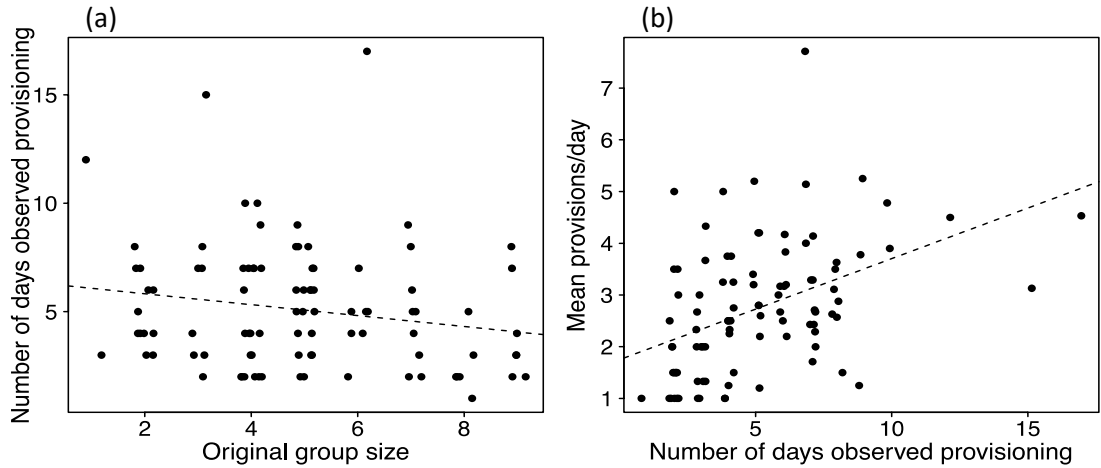 (a)
Number of days observed provisioning
15
10
5
2
4
6
8
Original group size
(b)
Mean provisions/day
7
6
5
4
3
2
1
5
10
15
Number of days observed provisioning